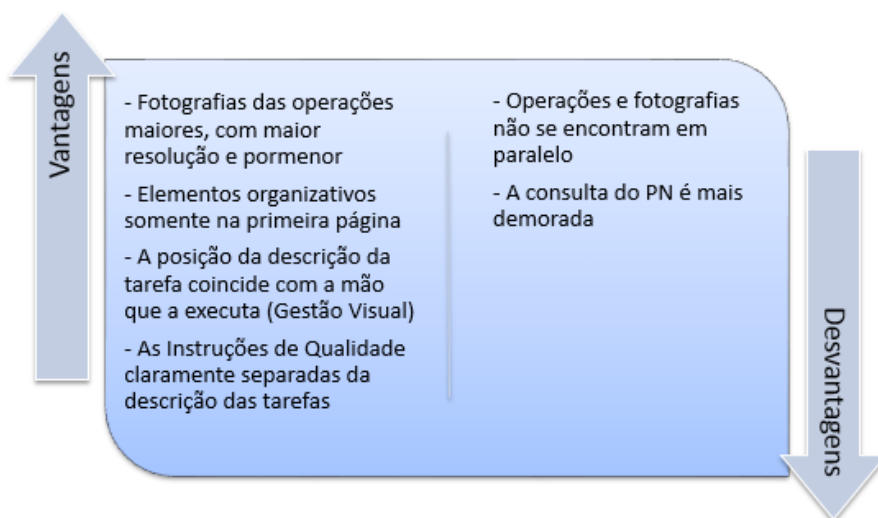 Vantagens
- Fotografias das operações
maiores, com maior
resolução e pormenor
- Elementos organizativos
somente na primeira página
- A posição da descrição da
tarefa coincide com a mão
que a executa (Gestão Visual)
- As Instruções de Qualidade
claramente separadas da
descrição das tarefas
- Operações e fotografias
não se encontram em
paralelo
- A consulta do PN é mais
demorada
Desvantagens